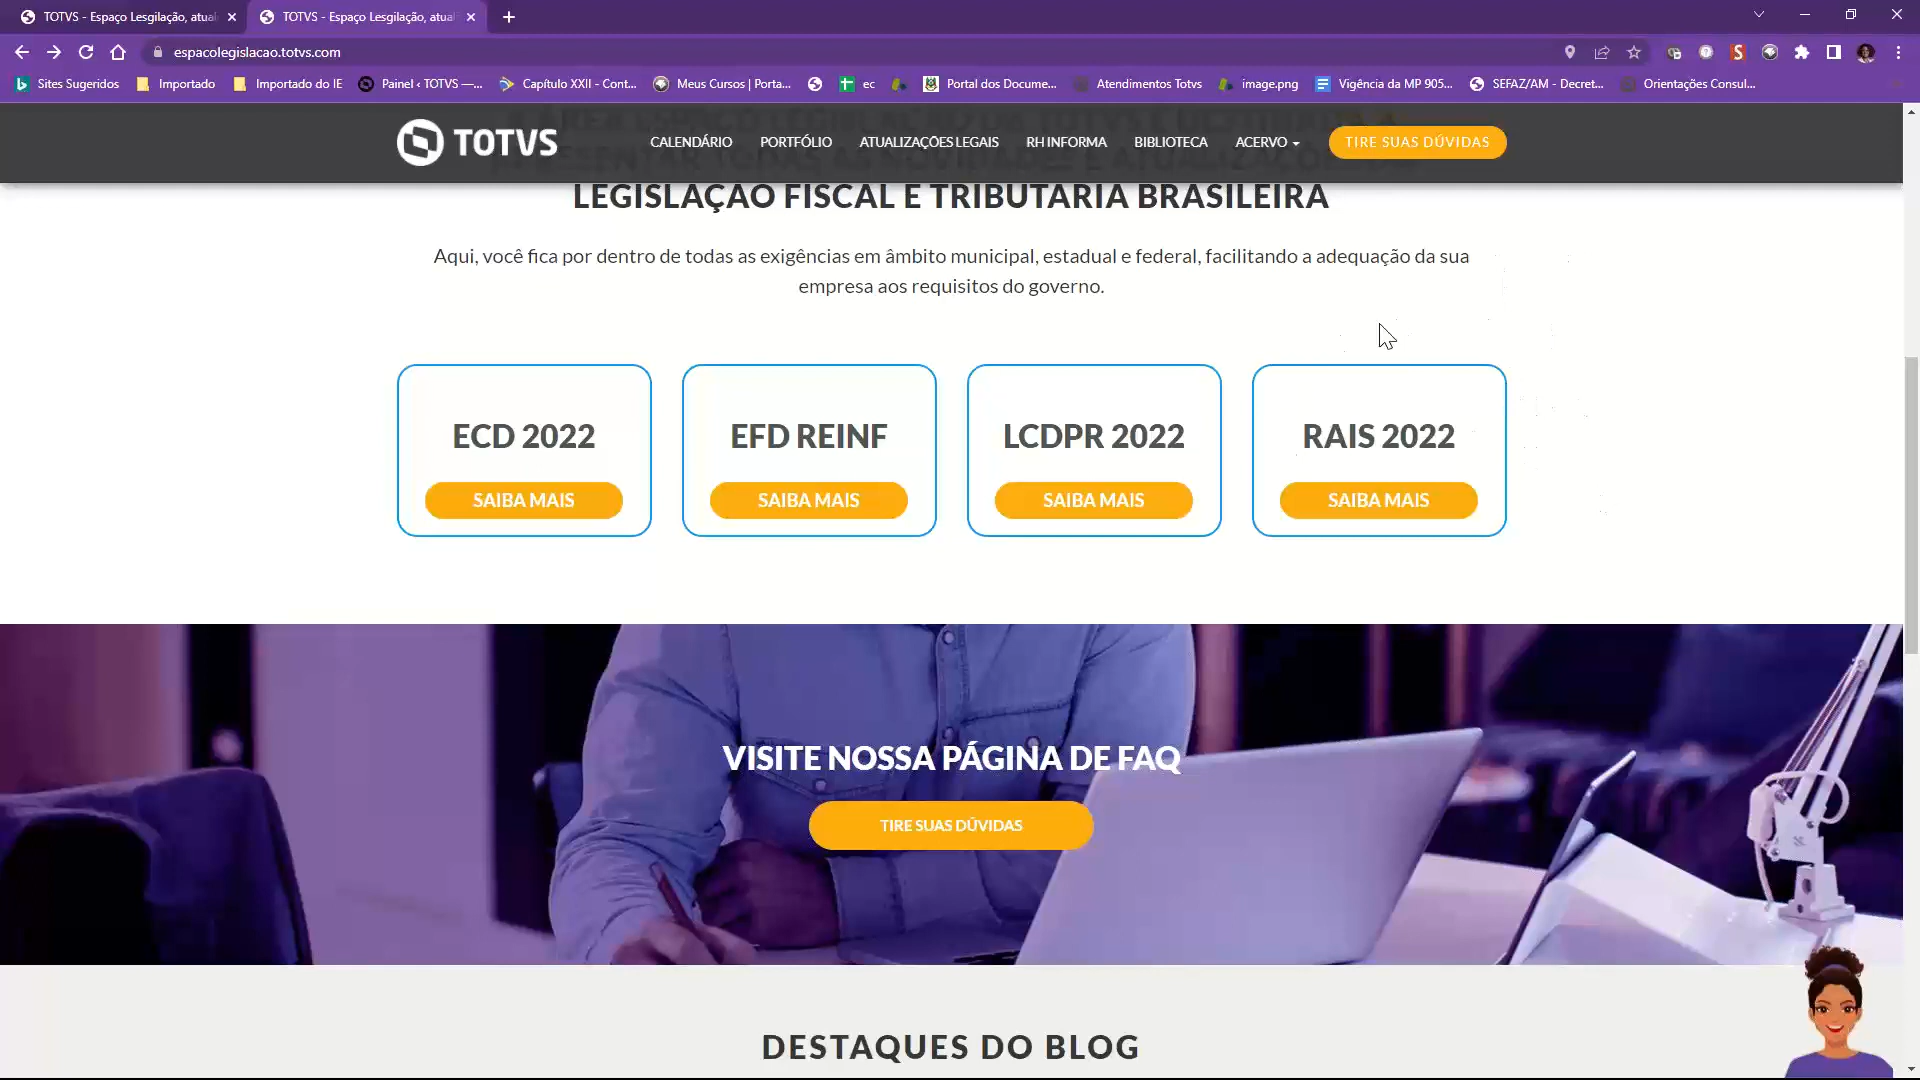 TOTVS - Espaço Lesgilação, atual
TOTVS - Espaço Lesgilação, atuali
espacolegislacao.totvs.com
Sites Sugeridos
Importado
Importado do IE
Painel ‹ TOTVS —...
Capítulo XXII - Cont...
Meus Cursos | Porta...
ec
Portal dos Docume...
Atendimentos Totvs
image.png
Vigência da MP 905...
SEFAZ/AM - Decret...
Orientações Consul...
TOTVS
CALENDÁRIO
PORTFÓLIO
ATUALIZAÇÕES LEGAIS
RH INFORMA
BIBLIOTECA
ACERVO
TIRE SUAS DÚVIDAS
LEGISLAÇÃO FISCAL E TRIBUTÁRIA BRASILEIRA
Aqui, você fica por dentro de todas as exigências em âmbito municipal, estadual e federal, facilitando a adequação da sua
empresa aos requisitos do governo.
ECD 2022
SAIBA MAIS
EFD REINF
SAIBA MAIS
LCDPR 2022
SAIBA MAIS
RAIS 2022
SAIBA MAIS
VISITE NOSSA PÁGINA DE FAQ
TIRE SUAS DÚVIDAS
DESTAQUES DO BLOG